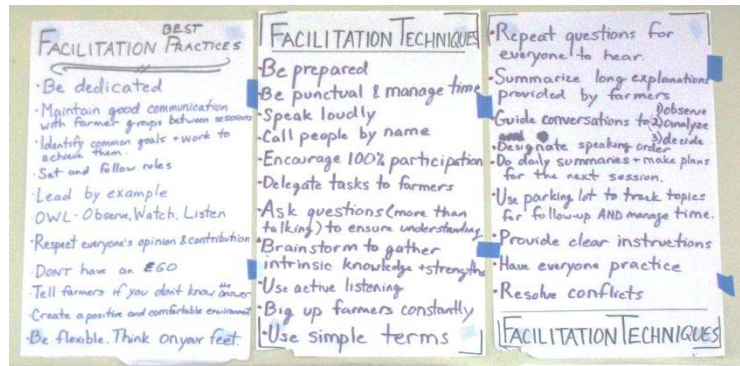 FACILITATION BEST PRACTICES
· Be dedicated
· Maintain good communication
with farmer groups between sessions
· Identify common goals + work to
achieve them.
· Set and follow rules
· Lead by example
· OWL - Observe, Watch, Listen
· Respect everyone's opinion & contribution
· DON'T have an EGO
· Tell farmers if you don't know the answer
· Create a positive and comfortable environment
· Be flexible. Think on your feet.
FACILITATION TECHNIQUES
· Be prepared
· Be punctual & manage time
· Speak loudly
· Call people by name
· Encourage 100% participation
· Delegate tasks to farmers
· Ask questions (more than
talking) to ensure understanding
· Brainstorm to gather
intrinsic knowledge + strengths
· Use active listening
· Big up farmers constantly
· Use simple terms
· Repeat questions for
everyone to hear.
· Summarize long explanations
provided by farmers
· Guide conversations to 1) observe
2) analyze
3) decide
· Designate speaking order
· Do daily summaries + make plans
for the next session.
· Use parking lot to track topics
for follow-up AND manage time.
· Provide clear instructions
· Have everyone practice
· Resolve conflicts
FACILITATION TECHNIQUES